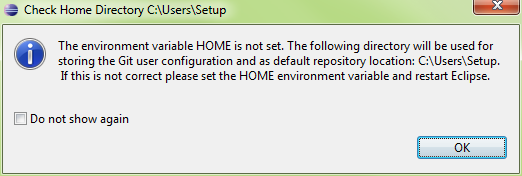 Check Home Directory C:\Users\Setup
The environment variable HOME is not set. The following directory will be used for
storing the Git user configuration and as default repository location: C:\Users\Setup.
If this is not correct please set the HOME environment variable and restart Eclipse.
Do not show again
OK